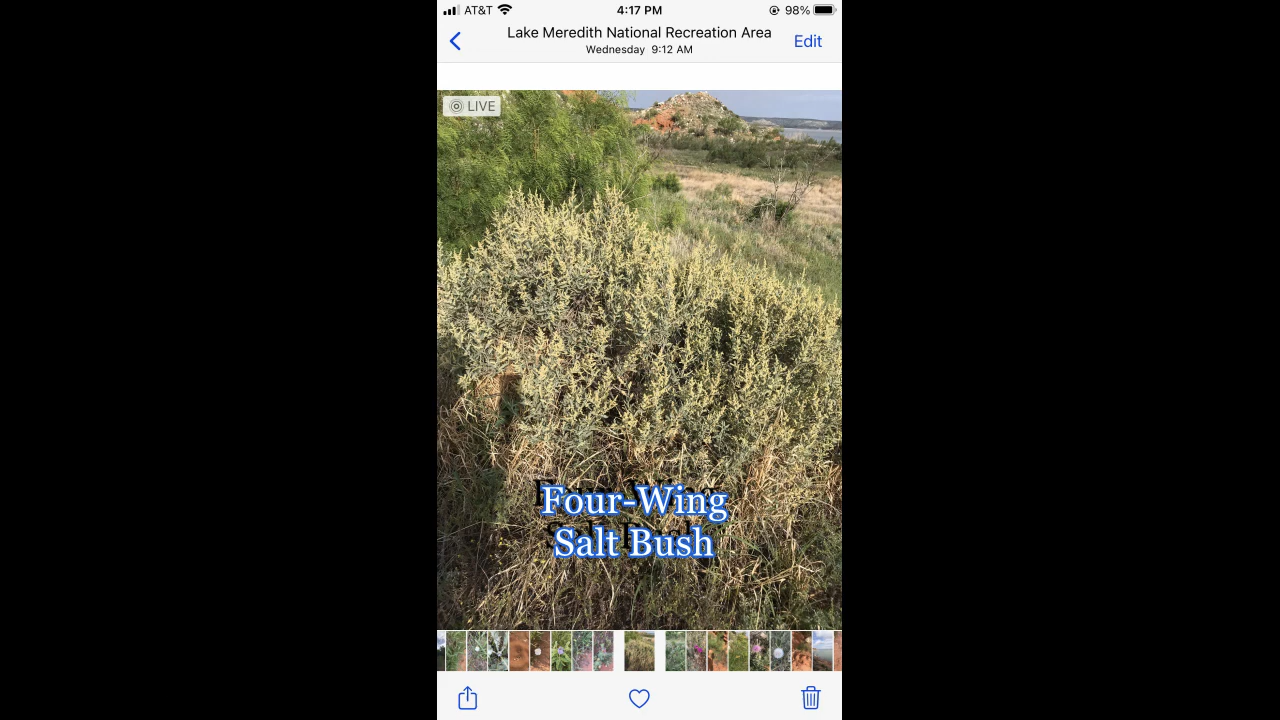 AT&T 4:17 PM 98%
Lake Meredith National Recreation Area
Wednesday 9:12 AM
Edit
LIVE
Four-Wing
Salt Bush